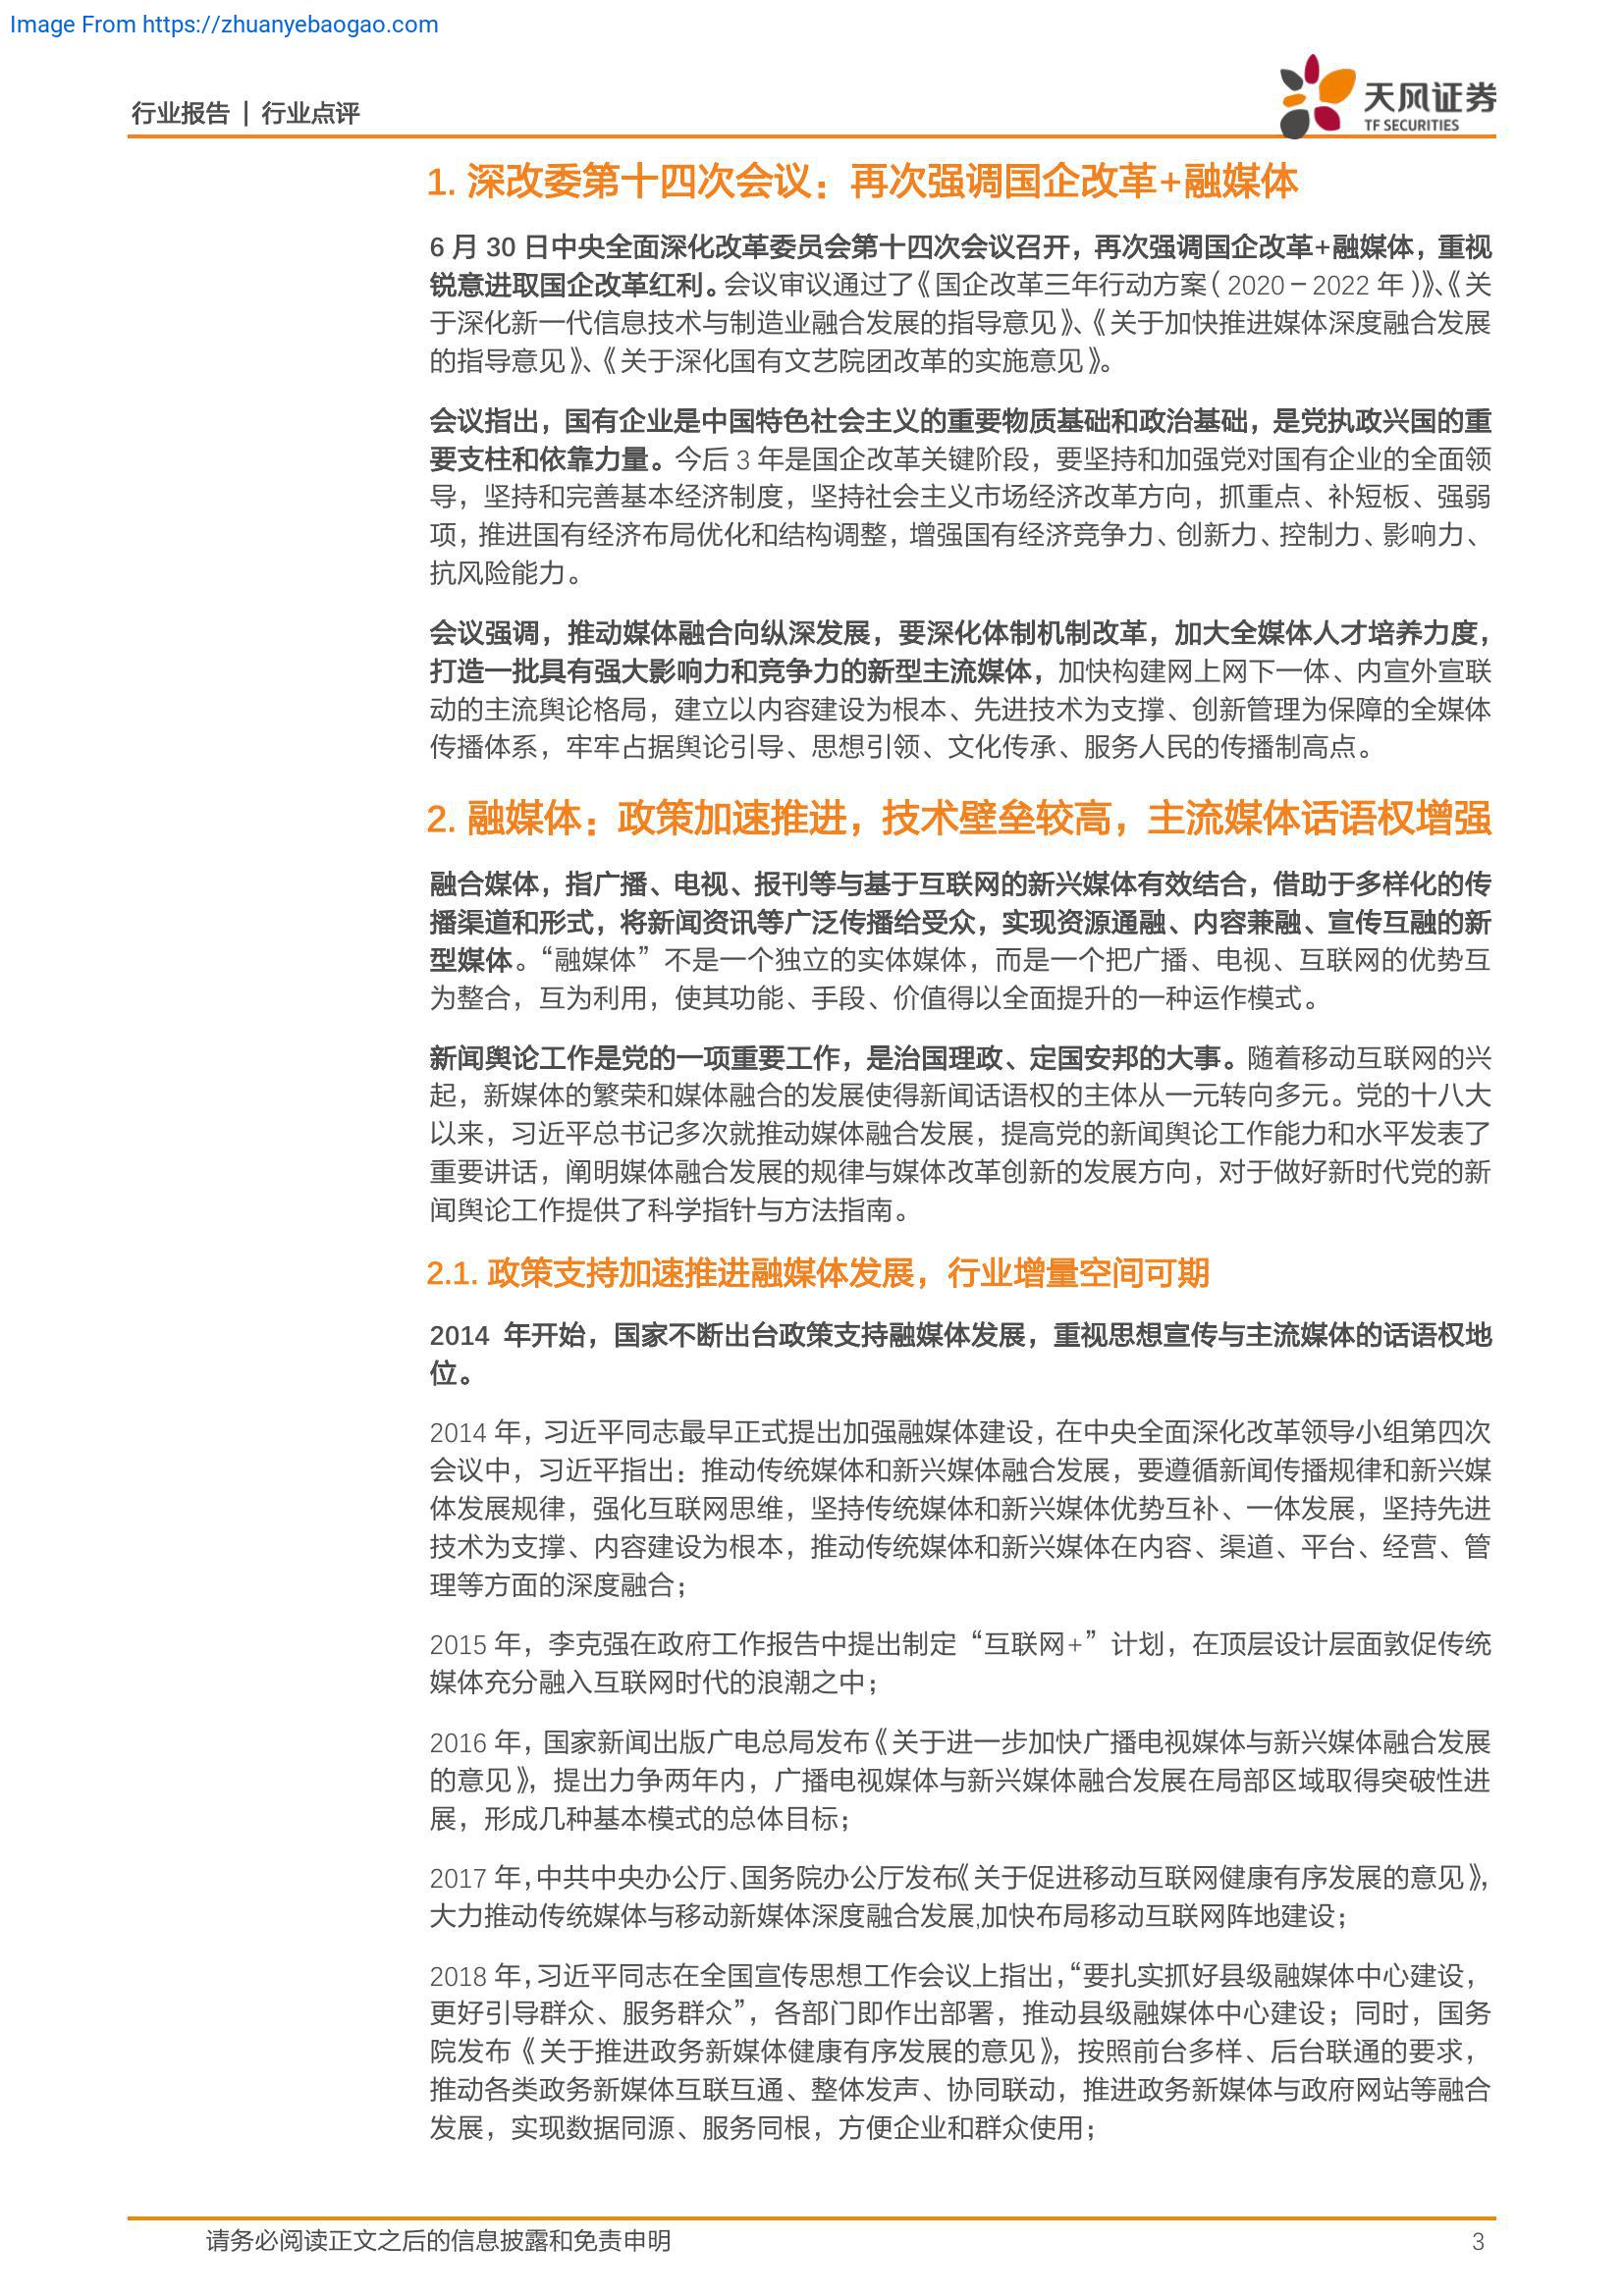 Image From https://zhuanyebaogao.com
行业报告 | 行业点评
天风证券
TF SECURITIES
1. 深改委第十四次会议：再次强调国企改革+融媒体
6 月 30 日中央全面深化改革委员会第十四次会议召开，再次强调国企改革+融媒体，重视
锐意进取国企改革红利。会议审议通过了《国企改革三年行动方案（2020－2022 年）》、《关
于深化新一代信息技术与制造业融合发展的指导意见》、《关于加快推进媒体深度融合发展
的指导意见》、《关于深化国有文艺院团改革的实施意见》。
会议指出，国有企业是中国特色社会主义的重要物质基础和政治基础，是党执政兴国的重
要支柱和依靠力量。今后 3 年是国企改革关键阶段，要坚持和加强党对国有企业的全面领
导，坚持和完善基本经济制度，坚持社会主义市场经济改革方向，抓重点、补短板、强弱
项，推进国有经济布局优化和结构调整，增强国有经济竞争力、创新力、控制力、影响力、
抗风险能力。
会议强调，推动媒体融合向纵深发展，要深化体制机制改革，加大全媒体人才培养力度，
打造一批具有强大影响力和竞争力的新型主流媒体，加快构建网上网下一体、内宣外宣联
动的主流舆论格局，建立以内容建设为根本、先进技术为支撑、创新管理为保障的全媒体
传播体系，牢牢占据舆论引导、思想引领、文化传承、服务人民的传播制高点。
2. 融媒体：政策加速推进，技术壁垒较高，主流媒体话语权增强
融合媒体，指广播、电视、报刊等与基于互联网的新兴媒体有效结合，借助于多样化的传
播渠道和形式，将新闻资讯等广泛传播给受众，实现资源通融、内容兼融、宣传互融的新
型媒体。“融媒体”不是一个独立的实体媒体，而是一个把广播、电视、互联网的优势互
为整合，互为利用，使其功能、手段、价值得以全面提升的一种运作模式。
新闻舆论工作是党的一项重要工作，是治国理政、定国安邦的大事。随着移动互联网的兴
起，新媒体的繁荣和媒体融合的发展使得新闻话语权的主体从一元转向多元。党的十八大
以来，习近平总书记多次就推动媒体融合发展，提高党的新闻舆论工作能力和水平发表了
重要讲话，阐明媒体融合发展的规律与媒体改革创新的发展方向，对于做好新时代党的新
闻舆论工作提供了科学指针与方法指南。
2.1. 政策支持加速推进融媒体发展，行业增量空间可期
2014 年开始，国家不断出台政策支持融媒体发展，重视思想宣传与主流媒体的话语权地
位。
2014 年，习近平同志最早正式提出加强融媒体建设，在中央全面深化改革领导小组第四次
会议中，习近平指出：推动传统媒体和新兴媒体融合发展，要遵循新闻传播规律和新兴媒
体发展规律，强化互联网思维，坚持传统媒体和新兴媒体优势互补、一体发展，坚持先进
技术为支撑、内容建设为根本，推动传统媒体和新兴媒体在内容、渠道、平台、经营、管
理等方面的深度融合；
2015 年，李克强在政府工作报告中提出制定“互联网+”计划，在顶层设计层面敦促传统
媒体充分融入互联网时代的浪潮之中；
2016 年，国家新闻出版广电总局发布《关于进一步加快广播电视媒体与新兴媒体融合发展
的意见》，提出力争两年内，广播电视媒体与新兴媒体融合发展在局部区域取得突破性进
展，形成几种基本模式的总体目标；
2017 年，中共中央办公厅、国务院办公厅发布《关于促进移动互联网健康有序发展的意见》，
大力推动传统媒体与移动新媒体深度融合发展,加快布局移动互联网阵地建设；
2018 年，习近平同志在全国宣传思想工作会议上指出，“要扎实抓好县级融媒体中心建设，
更好引导群众、服务群众”，各部门即作出部署，推动县级融媒体中心建设；同时，国务
院发布《关于推进政务新媒体健康有序发展的意见》，按照前台多样、后台联通的要求，
推动各类政务新媒体互联互通、整体发声、协同联动，推进政务新媒体与政府网站等融合
发展，实现数据同源、服务同根，方便企业和群众使用；
请务必阅读正文之后的信息披露和免责申明
3